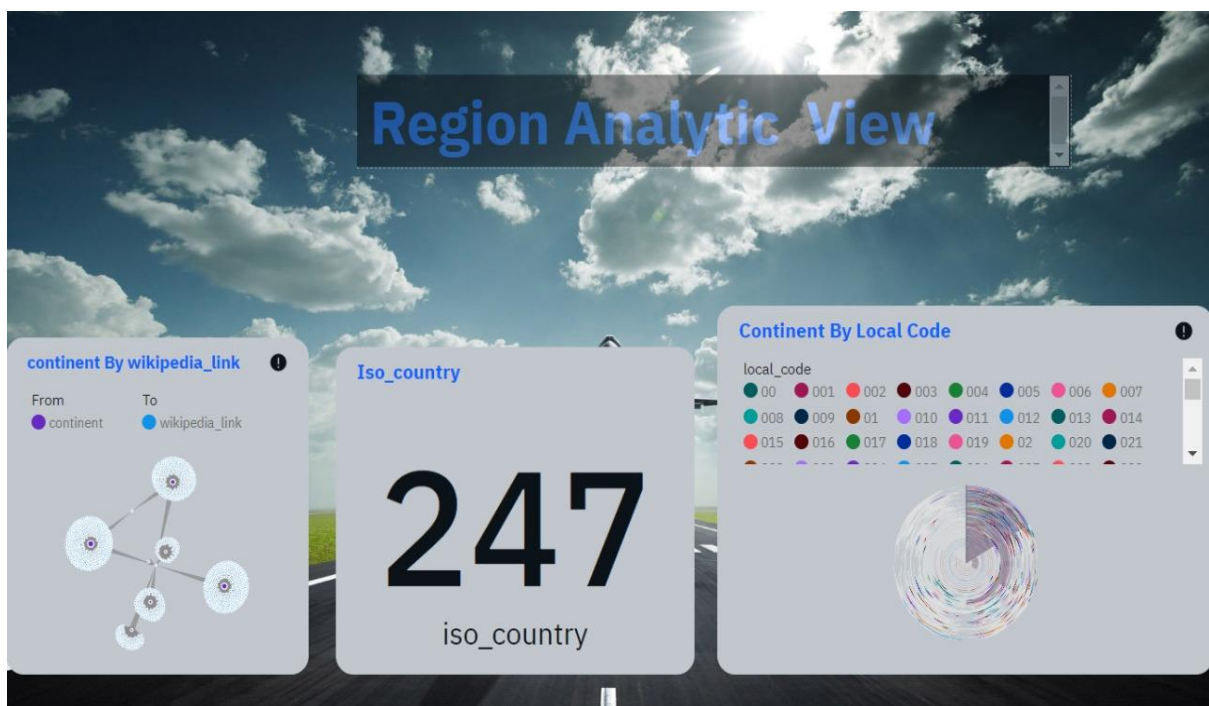 Region Analytic View
continent By wikipedia_link
From To
continent wikipedia_link
Iso_country
247
iso_country
Continent By Local Code
local_code
00 001 002 003 004 005 006 007
008 009 01 010 011 012 013 014
015 016 017 018 019 02 020 021